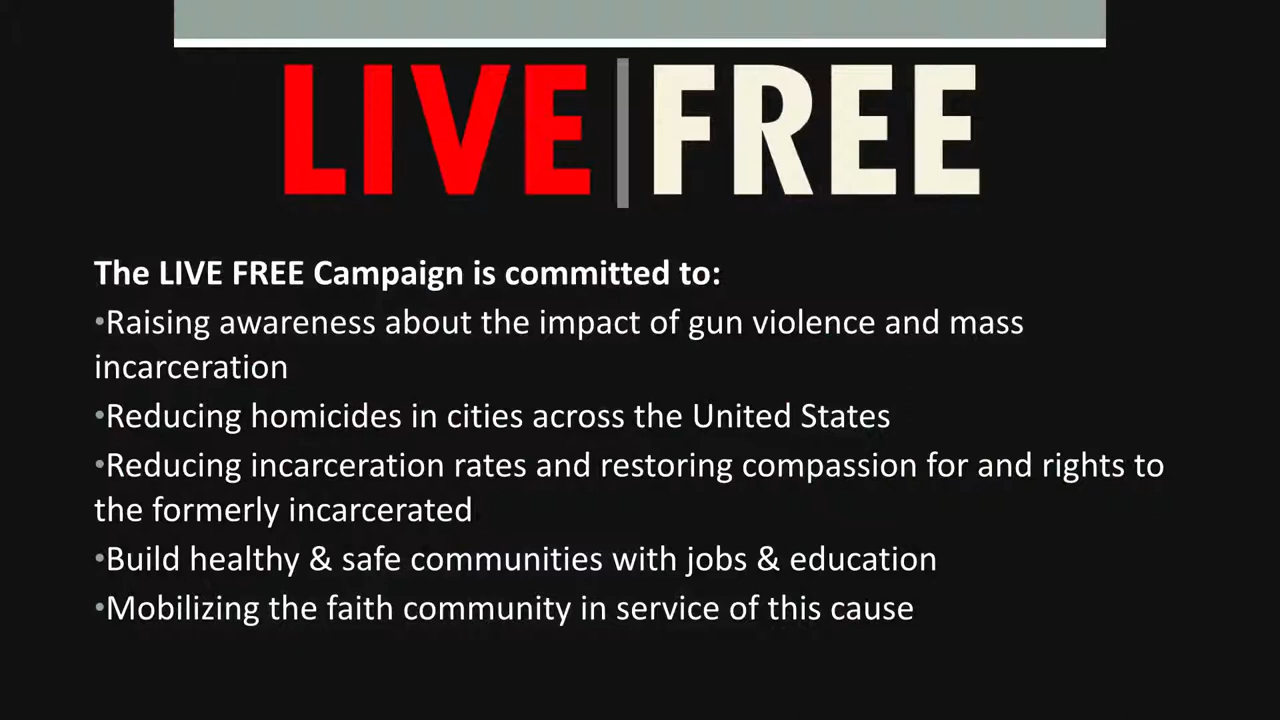 LIVE|FREE
The LIVE FREE Campaign is committed to:
•Raising awareness about the impact of gun violence and mass
incarceration
•Reducing homicides in cities across the United States
•Reducing incarceration rates and restoring compassion for and rights to
the formerly incarcerated
•Build healthy & safe communities with jobs & education
•Mobilizing the faith community in service of this cause